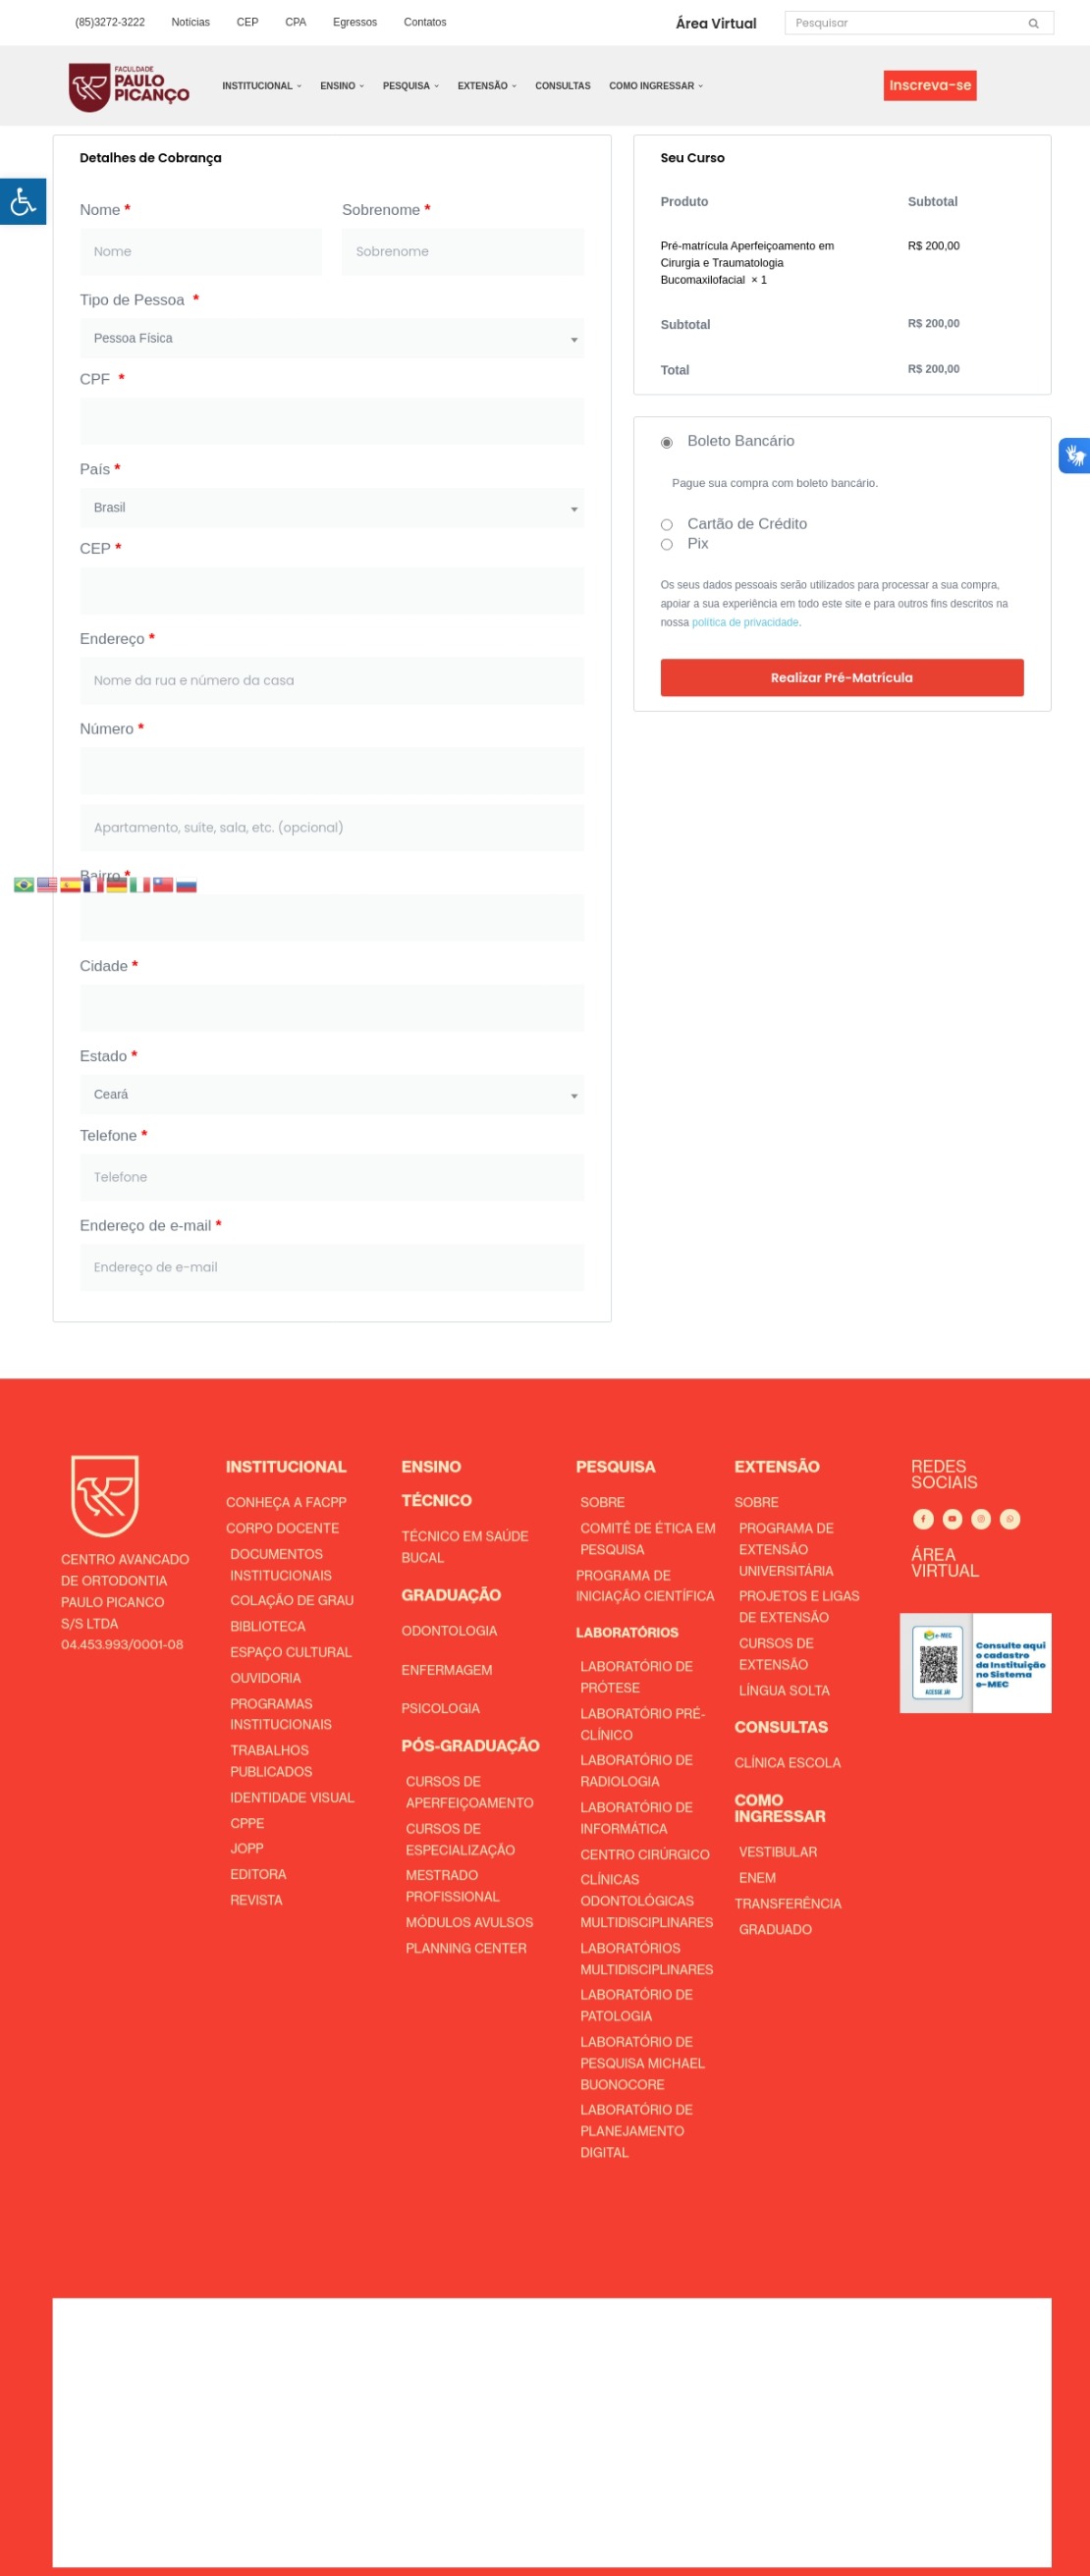 (85)3272-3222 Notícias CEP CPA Egressos Contatos
Área Virtual
Pesquisar
FACULDADE
PAULO
PICANÇO
INSTITUCIONAL ENSINO PESQUISA EXTENSÃO CONSULTAS COMO INGRESSAR
Inscreva-se
Detalhes de Cobrança
Nome * Sobrenome *
Nome Sobrenome
Tipo de Pessoa *
Pessoa Física
CPF *
País *
Brasil
CEP *
Endereço *
Nome da rua e número da casa
Número *
Apartamento, suíte, sala, etc. (opcional)
Bairro *
Cidade *
Estado *
Ceará
Telefone *
Telefone
Endereço de e-mail *
Endereço de e-mail
Seu Curso
Produto Subtotal
Pré-matrícula Aperfeiçoamento em R$ 200,00
Cirurgia e Traumatologia
Bucomaxilofacial × 1
Subtotal R$ 200,00
Total R$ 200,00
Boleto Bancário
Pague sua compra com boleto bancário.
Cartão de Crédito
Pix
Os seus dados pessoais serão utilizados para processar a sua compra,
apoiar a sua experiência em todo este site e para outros fins descritos na
nossa política de privacidade.
Realizar Pré-Matrícula
CENTRO AVANCADO
DE ORTODONTIA
PAULO PICANCO
S/S LTDA
04.453.993/0001-08
INSTITUCIONAL
CONHEÇA A FACPP
CORPO DOCENTE
DOCUMENTOS
INSTITUCIONAIS
COLAÇÃO DE GRAU
BIBLIOTECA
ESPAÇO CULTURAL
OUVIDORIA
PROGRAMAS
INSTITUCIONAIS
TRABALHOS
PUBLICADOS
IDENTIDADE VISUAL
CPPE
JOPP
EDITORA
REVISTA
ENSINO
TÉCNICO
TÉCNICO EM SAÚDE
BUCAL
GRADUAÇÃO
ODONTOLOGIA
ENFERMAGEM
PSICOLOGIA
PÓS-GRADUAÇÃO
CURSOS DE
APERFEIÇOAMENTO
CURSOS DE
ESPECIALIZAÇÃO
MESTRADO
PROFISSIONAL
MÓDULOS AVULSOS
PLANNING CENTER
PESQUISA
SOBRE
COMITÊ DE ÉTICA EM
PESQUISA
PROGRAMA DE
INICIAÇÃO CIENTÍFICA
LABORATÓRIOS
LABORATÓRIO DE
PRÓTESE
LABORATÓRIO PRÉ-
CLÍNICO
LABORATÓRIO DE
RADIOLOGIA
LABORATÓRIO DE
INFORMÁTICA
CENTRO CIRÚRGICO
CLÍNICAS
ODONTOLÓGICAS
MULTIDISCIPLINARES
LABORATÓRIOS
MULTIDISCIPLINARES
LABORATÓRIO DE
PATOLOGIA
LABORATÓRIO DE
PESQUISA MICHAEL
BUONOCORE
LABORATÓRIO DE
PLANEJAMENTO
DIGITAL
EXTENSÃO
SOBRE
PROGRAMA DE
EXTENSÃO
UNIVERSITÁRIA
PROJETOS E LIGAS
DE EXTENSÃO
CURSOS DE
EXTENSÃO
LÍNGUA SOLTA
CONSULTAS
CLÍNICA ESCOLA
COMO
INGRESSAR
VESTIBULAR
ENEM
TRANSFERÊNCIA
GRADUADO
REDES
SOCIAIS
ÁREA
VIRTUAL
e-MEC
ACESSE JÁ!
Consulte aqui
o cadastro
da Instituição
no Sistema
e-MEC